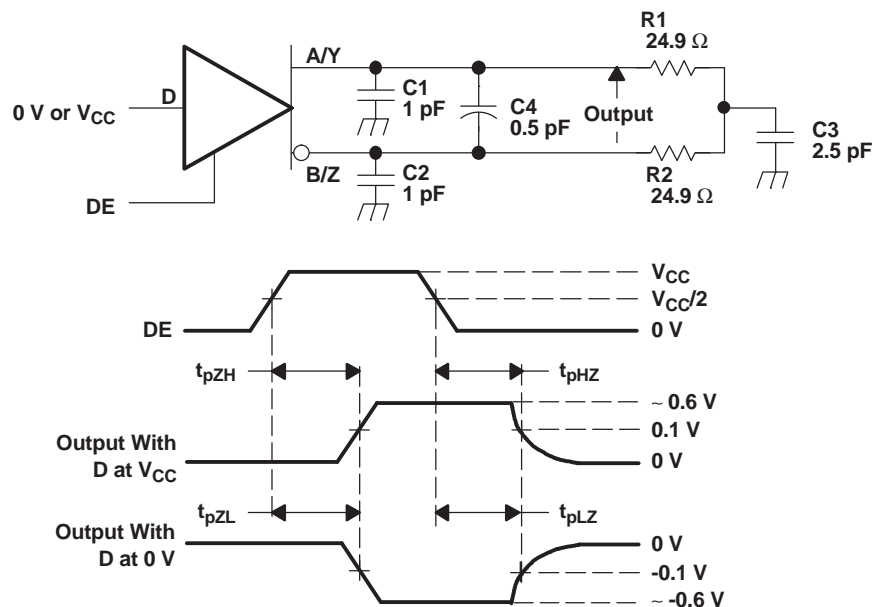 R1
24.9 Ω
A/Y
D
C1
1 pF
C4
0.5 pF
Output
0 V or VCC
C3
2.5 pF
C2
1 pF
B/Z
R2
24.9 Ω
DE
VCC
VCC/2
DE
0 V
tpZH
tpHZ
~ 0.6 V
0.1 V
Output With
D at VCC
0 V
tpZL
tpLZ
Output With
D at 0 V
0 V
-0.1 V
~ -0.6 V